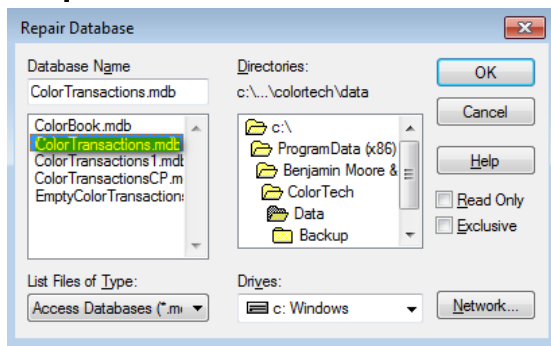 Repair Database
Database Name
ColorTransactions.mdb
ColorBook.mdb
ColorTransactions.mdb
ColorTransactions1.mdb
ColorTransactionsCP.m
EmptyColorTransaction
List Files of Type:
Access Databases (*.m
Directories:
c:\...\colortech\data
c:\
ProgramData (x86)
Benjamin Moore &
ColorTech
Data
Backup
Drives:
c: Windows
OK
Cancel
Help
Read Only
Exclusive
Network...